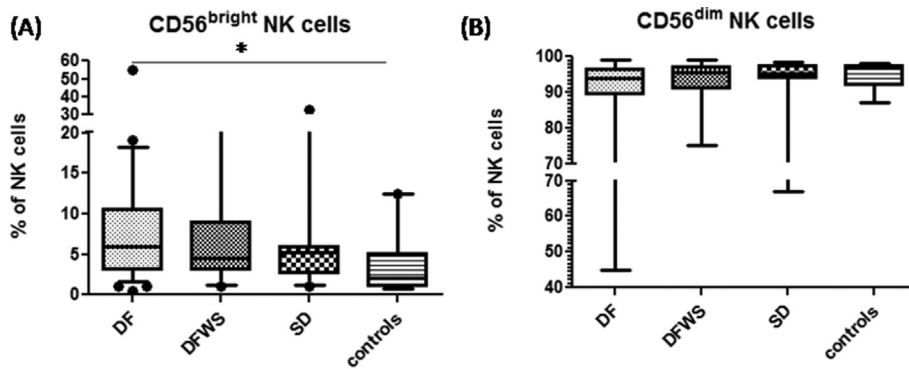 (A)
CD56bright NK cells
*
% of NK cells
60
50
40
30
20
15
10
5
0
DF
DFWS
SD
controls
(B)
CD56dim NK cells
% of NK cells
100
90
80
70
70
60
50
40
DF
DFWS
SD
controls